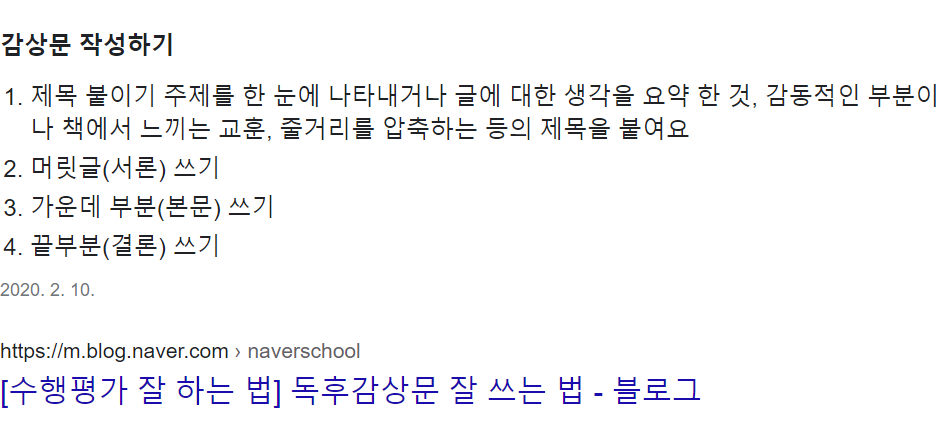 감상문 작성하기
1. 제목 붙이기 주제를 한 눈에 나타내거나 글에 대한 생각을 요약 한 것, 감동적인 부분이
나 책에서 느끼는 교훈, 줄거리를 압축하는 등의 제목을 붙여요
2. 머릿글(서론) 쓰기
3. 가운데 부분(본문) 쓰기
4. 끝부분(결론) 쓰기
2020. 2. 10.
https://m.blog.naver.com › naverschool
[수행평가 잘 하는 법] 독후감상문 잘 쓰는 법 - 블로그